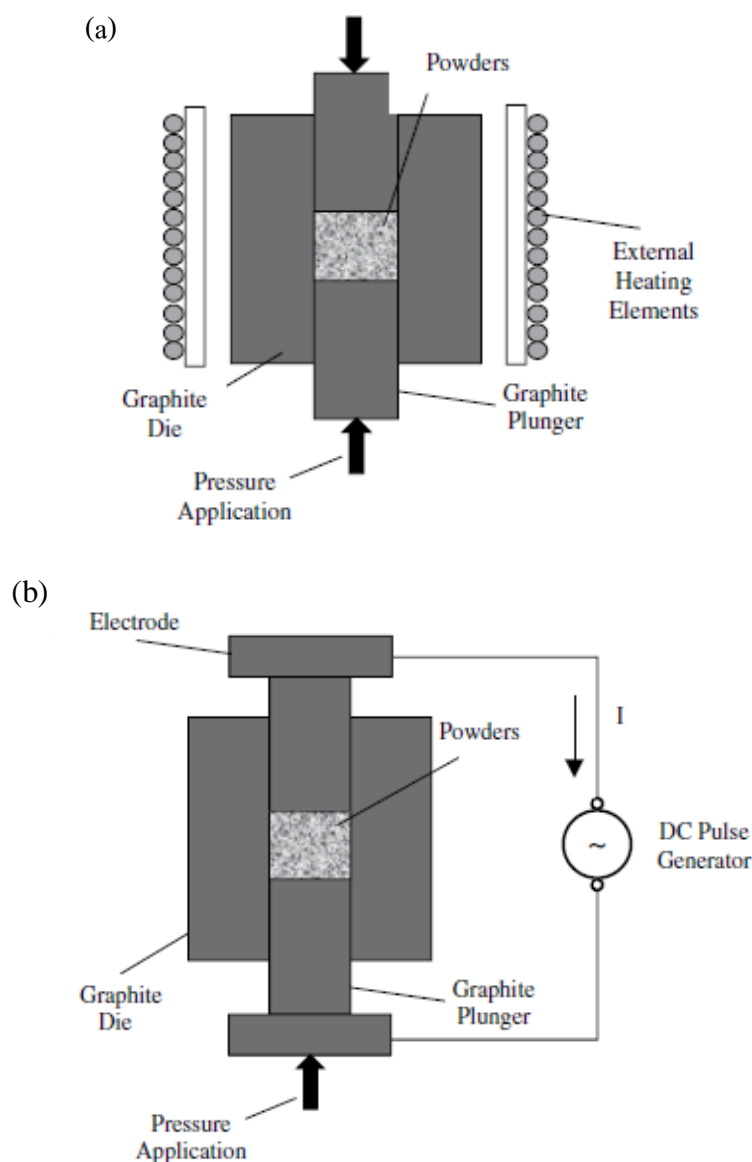 (a)
Powders
External
Heating
Elements
Graphite
Die
Graphite
Plunger
Pressure
Application
(b)
Electrode
Powders
I
~
DC Pulse
Generator
Graphite
Die
Graphite
Plunger
Pressure
Application